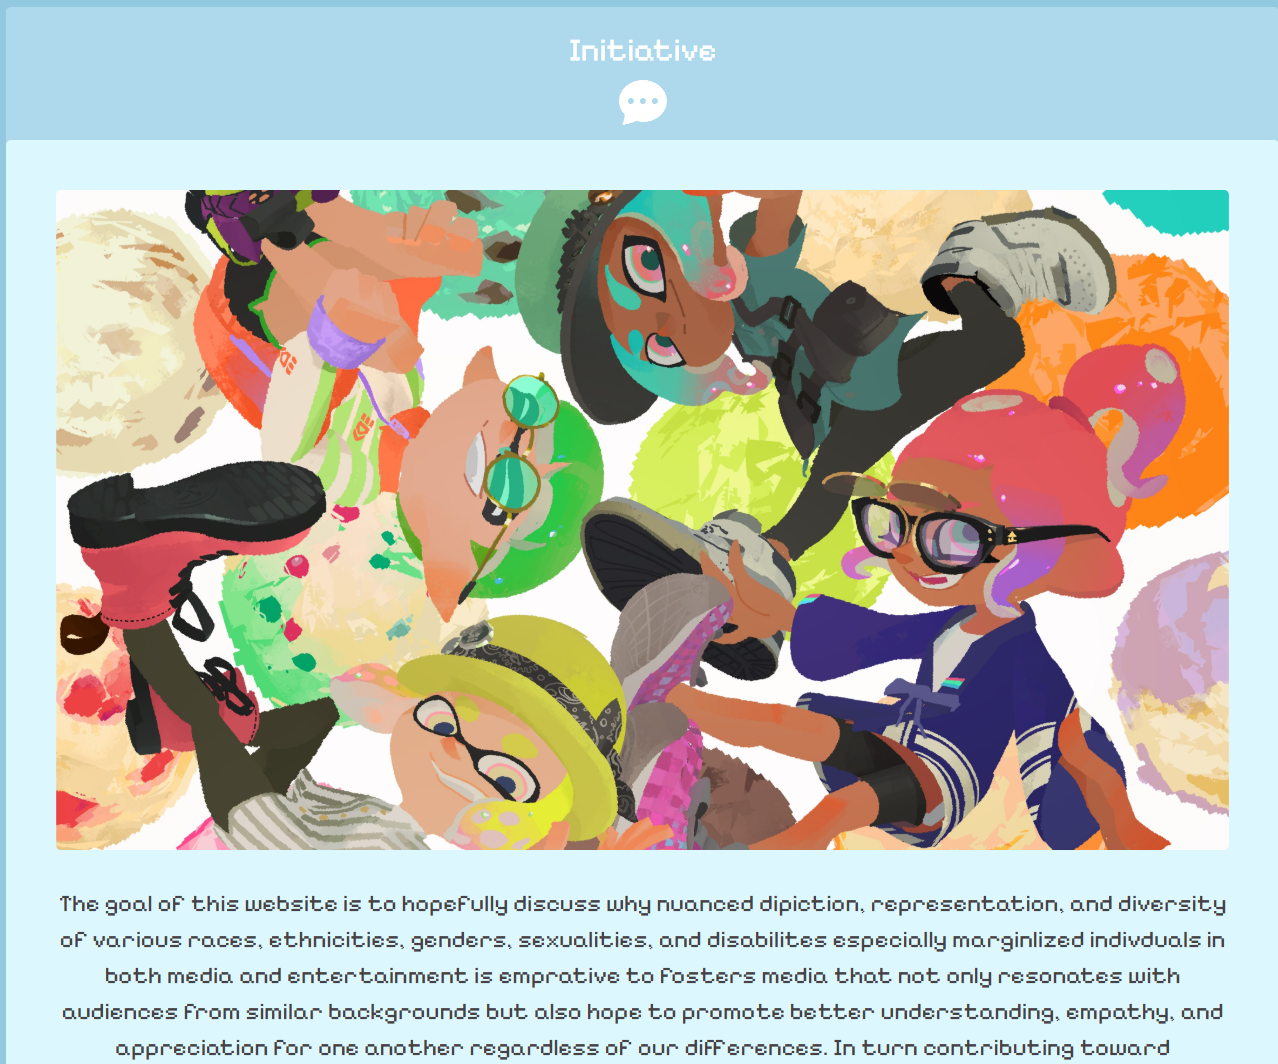 Initiative
The goal of this website is to hopefully discuss why nuanced dipiction, representation, and diversity
of various races, ethnicities, genders, sexualities, and disabilites especially marginlized indivduals in
both media and entertainment is emprative to fosters media that not only resonates with
audiences from similar backgrounds but also hope to promote better understanding, empathy, and
appreciation for one another regardless of our differences. In turn contributing toward